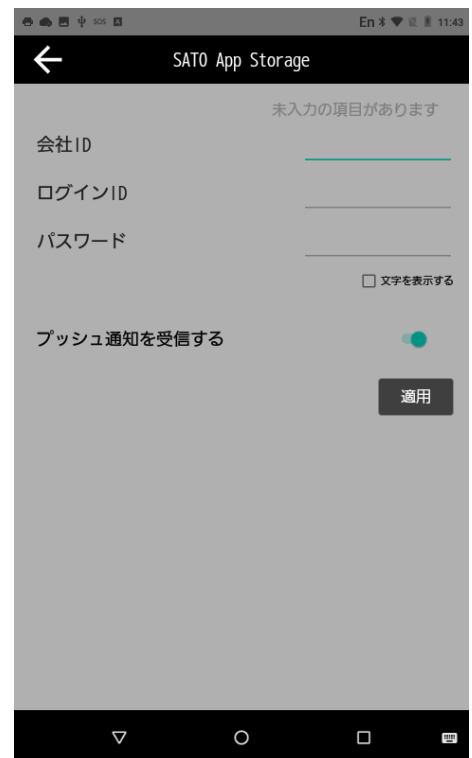 SOS A En 11:43
SATO App Storage
未入力の項目があります
会社ID
ログインID
パスワード
文字を表示する
プッシュ通知を受信する
適用